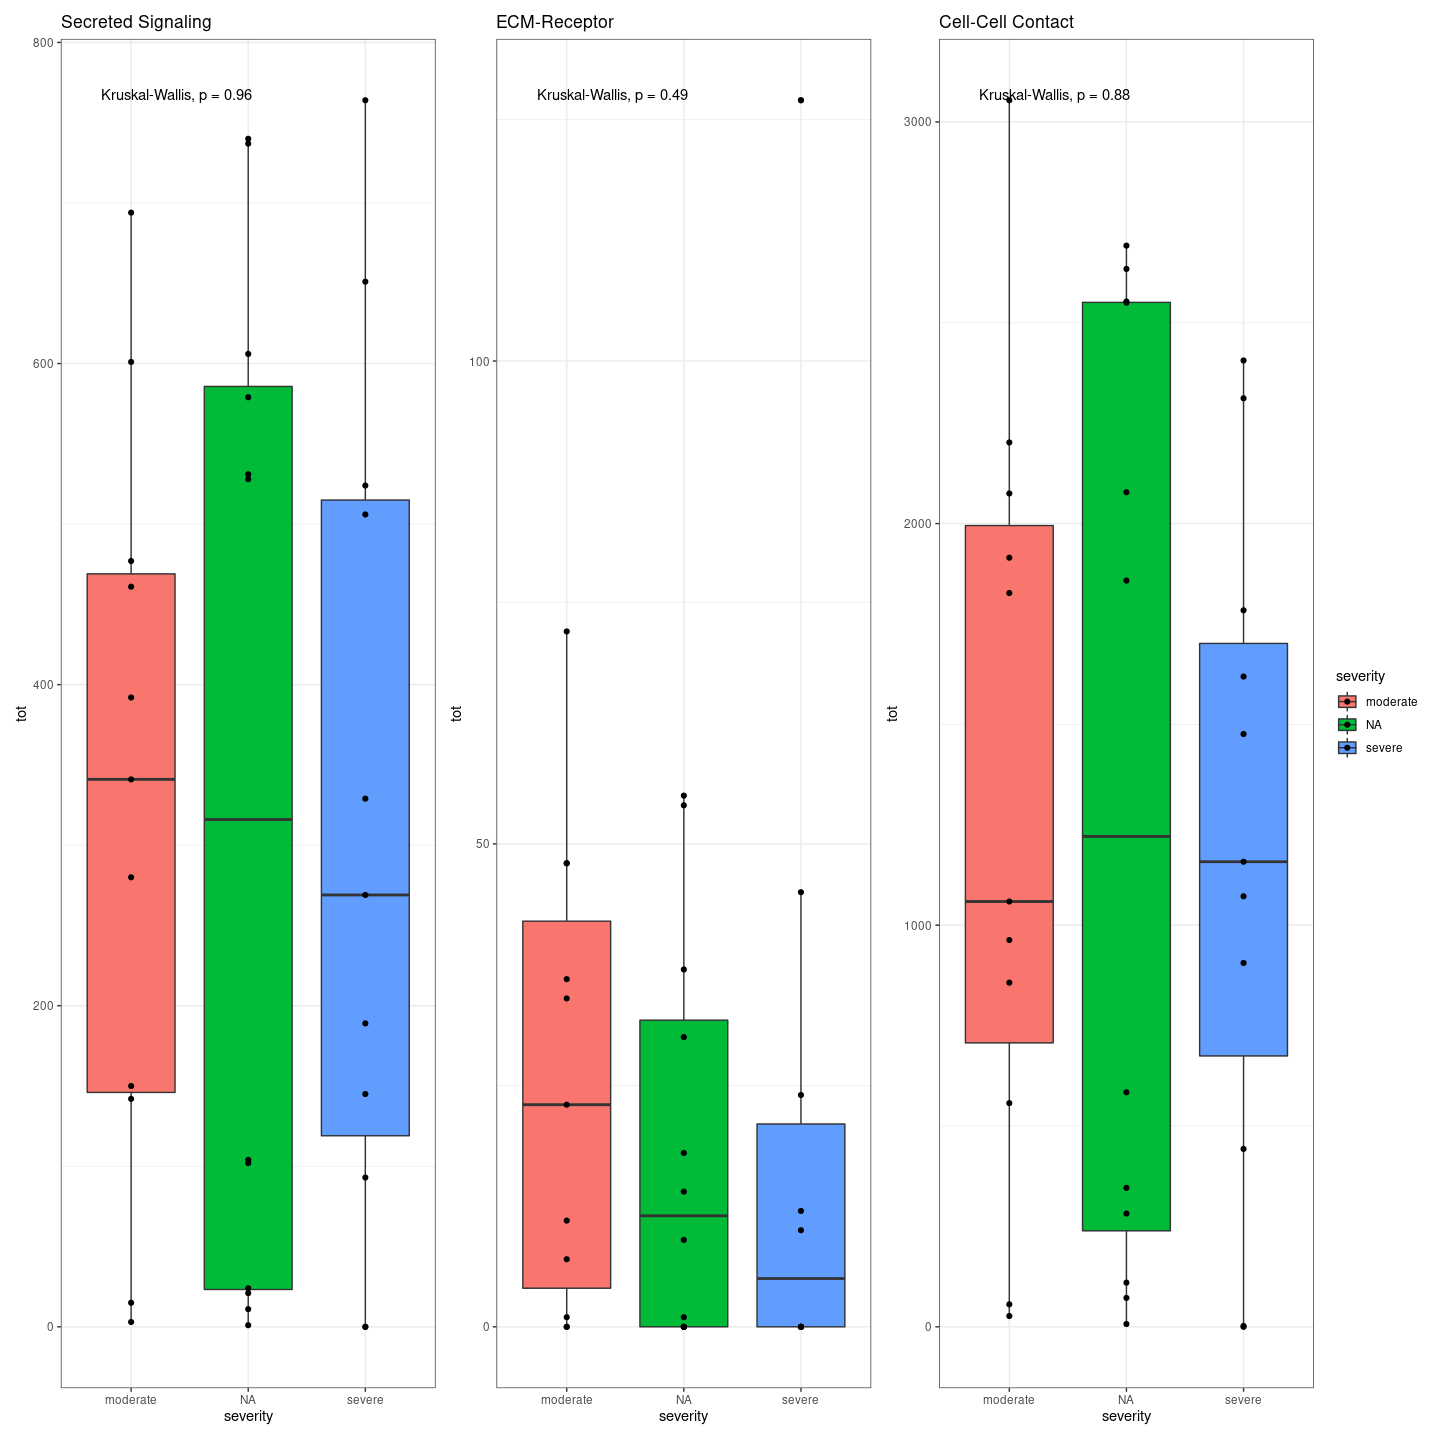 Secreted Signaling
800
600
400
200
0
tot
Kruskal-Wallis, p = 0.96
moderate
NA
severe
severity
ECM-Receptor
100
50
0
tot
Kruskal-Wallis, p = 0.49
moderate
NA
severe
severity
Cell-Cell Contact
3000
2000
1000
0
tot
Kruskal-Wallis, p = 0.88
moderate
NA
severe
severity
severity
moderate
NA
severe